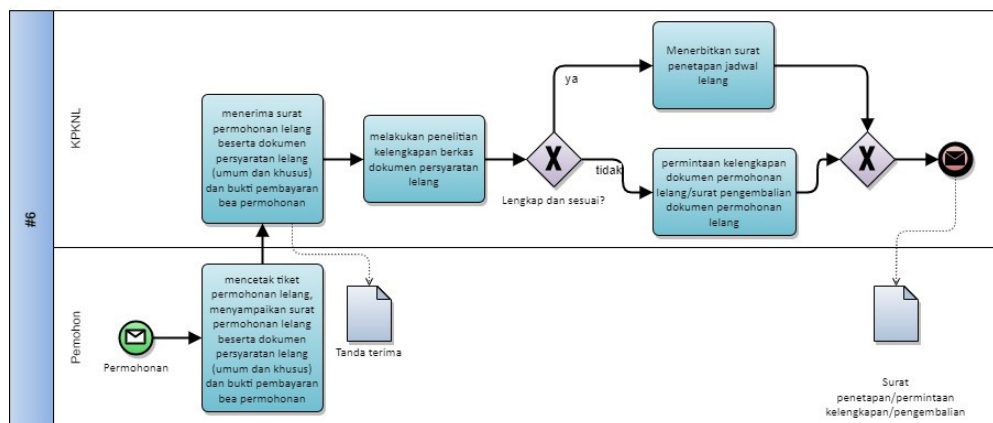 #6
KPKNL
menerima surat
permohonan lelang
beserta dokumen
persyaratan lelang
(umum dan khusus)
dan bukti pembayaran
bea permohonan
melakukan penelitian
kelengkapan berkas
dokumen persyaratan
lelang
X
Lengkap dan sesuai?
ya
Menerbitkan surat
penetapan jadwal
lelang
tidak
permintaan kelengkapan
dokumen permohonan
lelang/surat pengembalian
dokumen permohonan
lelang
X
Pemohon
Permohonan
mencetak tiket
permohonan lelang,
menyampaikan surat
permohonan lelang
beserta dokumen
persyaratan lelang
(umum dan khusus)
dan bukti pembayaran
bea permohonan
Tanda terima
Surat
penetapan/permintaan
kelengkapan/pengembalian